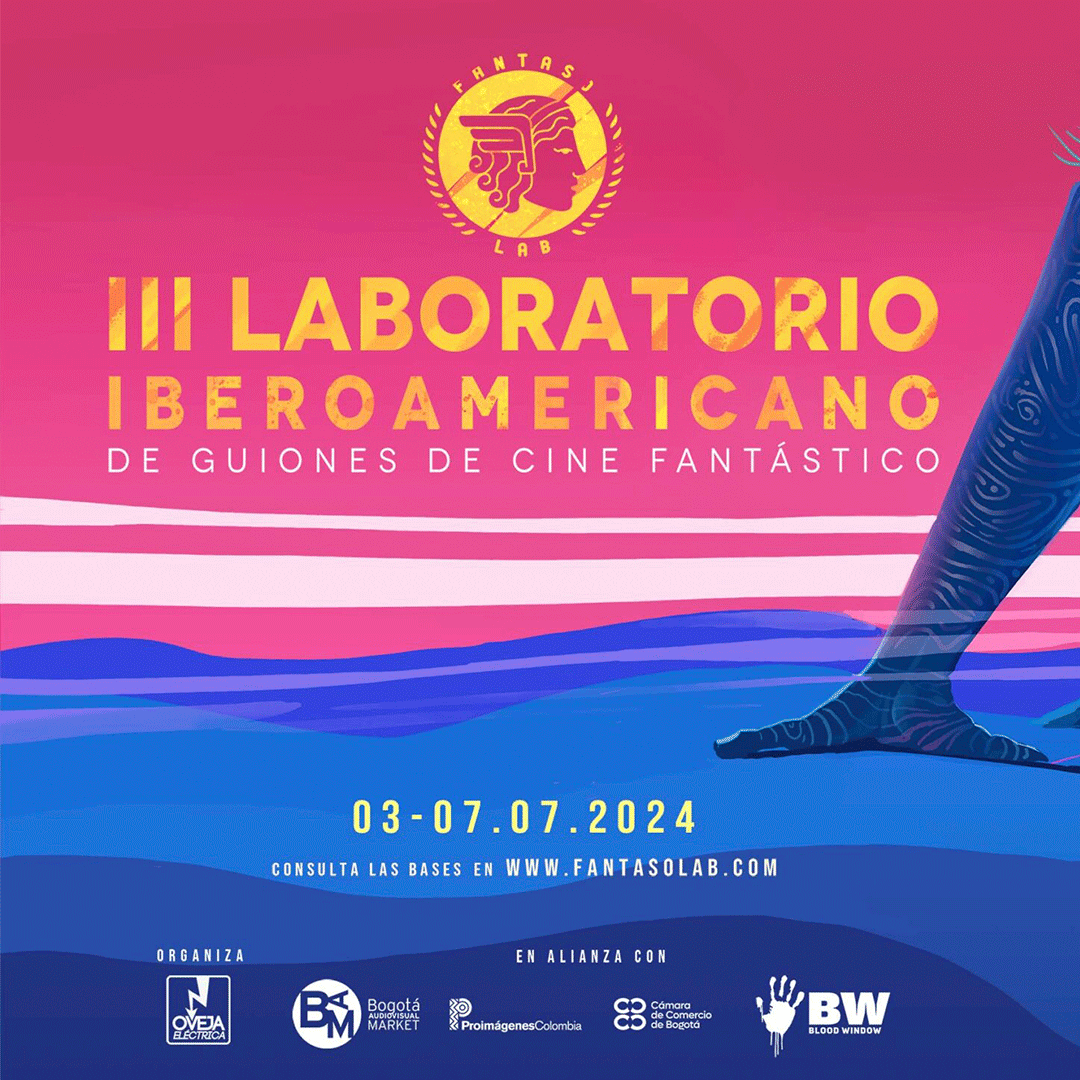 FANTASO
LAB
III LABORATORIO
IBEROAMERICANO
DE GUIONES DE CINE FANTÁSTICO
03-07.07.2024
CONSULTA LAS BASES EN WWW.FANTASOLAB.COM
ORGANIZA
EN ALIANZA CON
OVEJA
ELÉCTRICA
BAM
Bogotá
AUDIOVISUAL
MARKET
ProimágenesColombia
Cámara
de Comercio
de Bogotá
BW
BLOOD WINDOW